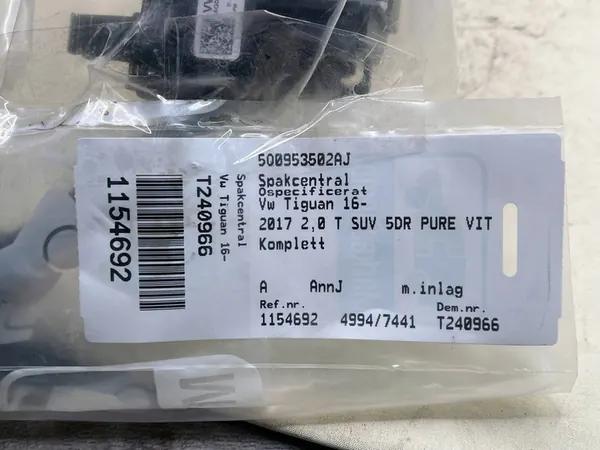 5Q0953502AJ
Spakcentral
Ospecificerat
Vw Tiguan 16-
2017 2,0 T SUV 5DR PURE VIT
Komplett
A AnnJ m.inlag
Ref.nr. Dem.nr.
1154692 4994/7441 T240966
Spakcentral
Vw Tiguan 16-
T240966
1154692